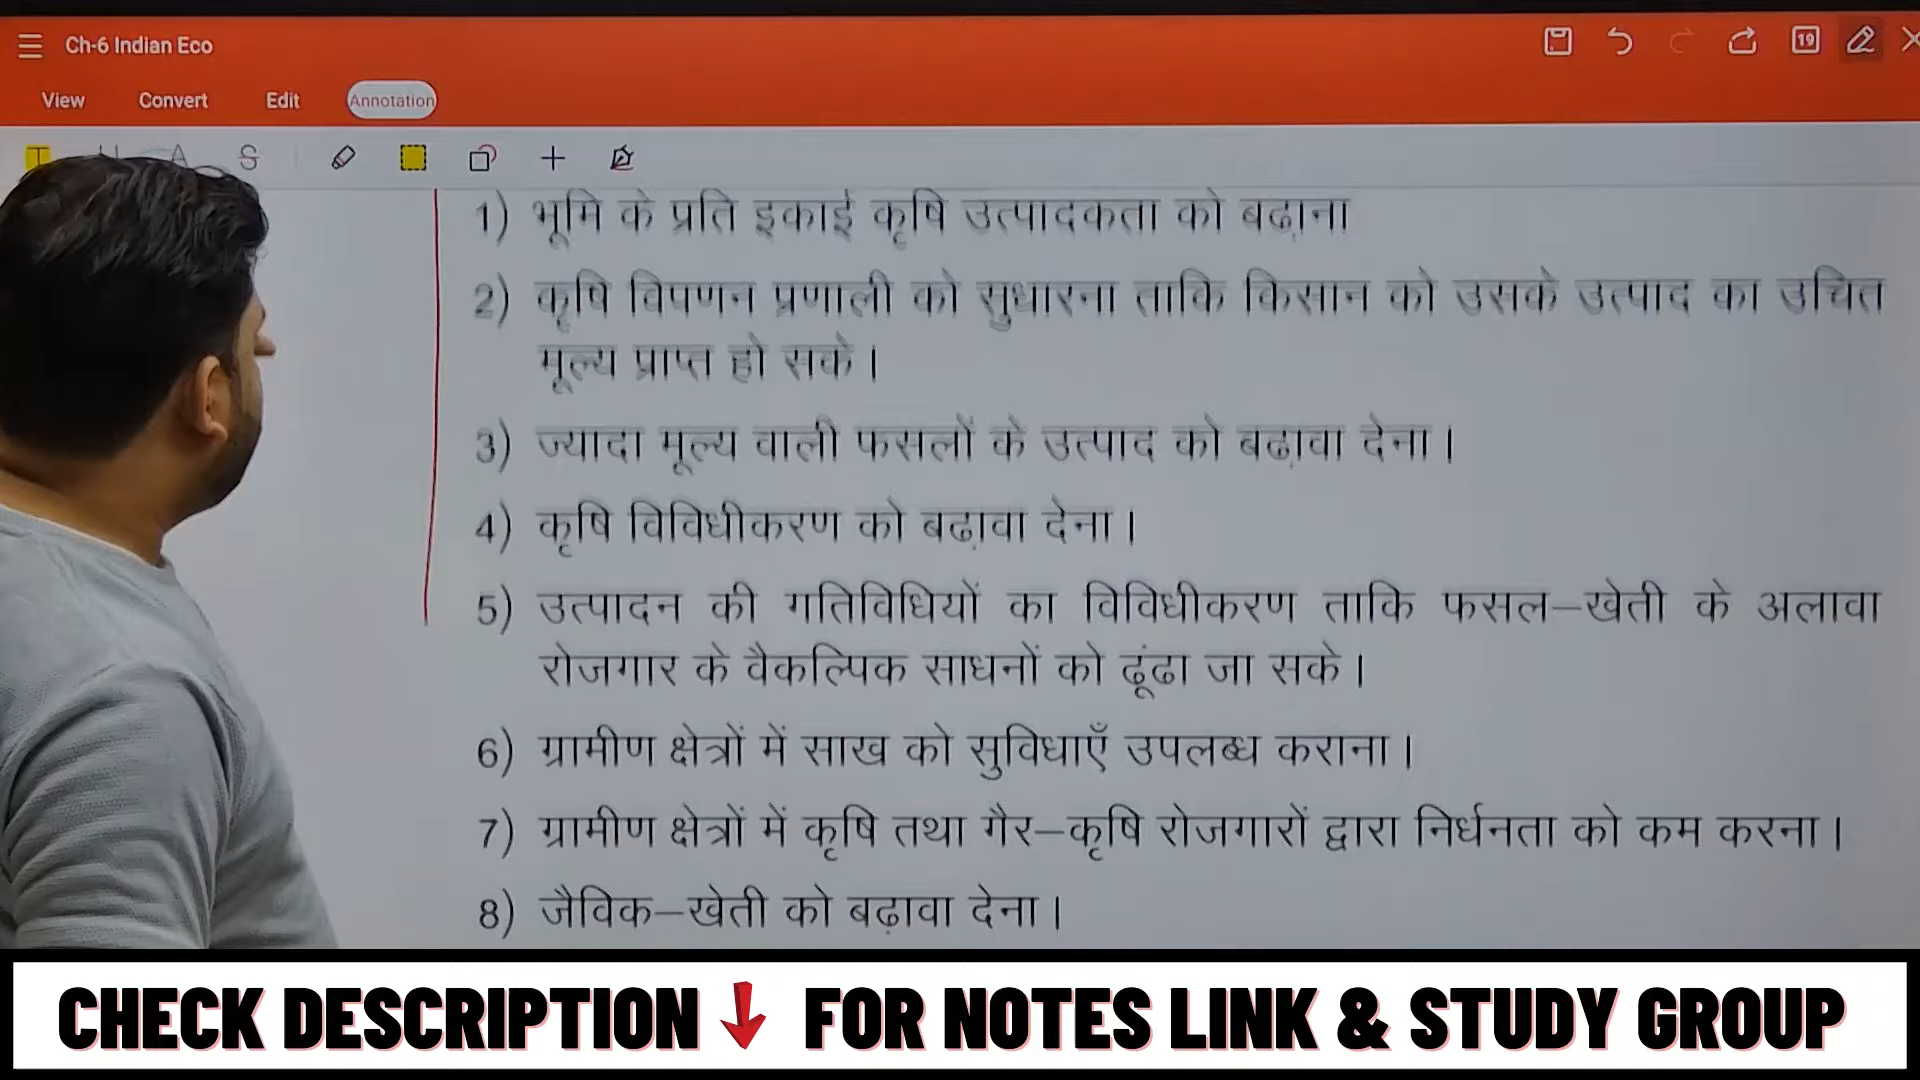 Ch-6 Indian Eco
19
View Convert Edit Annotation
1) भूमि के प्रति इकाई कृषि उत्पादकता को बढ़ाना
2) कृषि विपणन प्रणाली को सुधारना ताकि किसान को उसके उत्पाद का उचित
मूल्य प्राप्त हो सके।
3) ज्यादा मूल्य वाली फसलों के उत्पाद को बढ़ावा देना।
4) कृषि विविधीकरण को बढ़ावा देना।
5) उत्पादन की गतिविधियों का विविधीकरण ताकि फसल–खेती के अलावा
रोजगार के वैकल्पिक साधनों को ढूंढा जा सके।
6) ग्रामीण क्षेत्रों में साख को सुविधाएँ उपलब्ध कराना।
7) ग्रामीण क्षेत्रों में कृषि तथा गैर–कृषि रोजगारों द्वारा निर्धनता को कम करना।
8) जैविक–खेती को बढ़ावा देना।
CHECK DESCRIPTION FOR NOTES LINK & STUDY GROUP